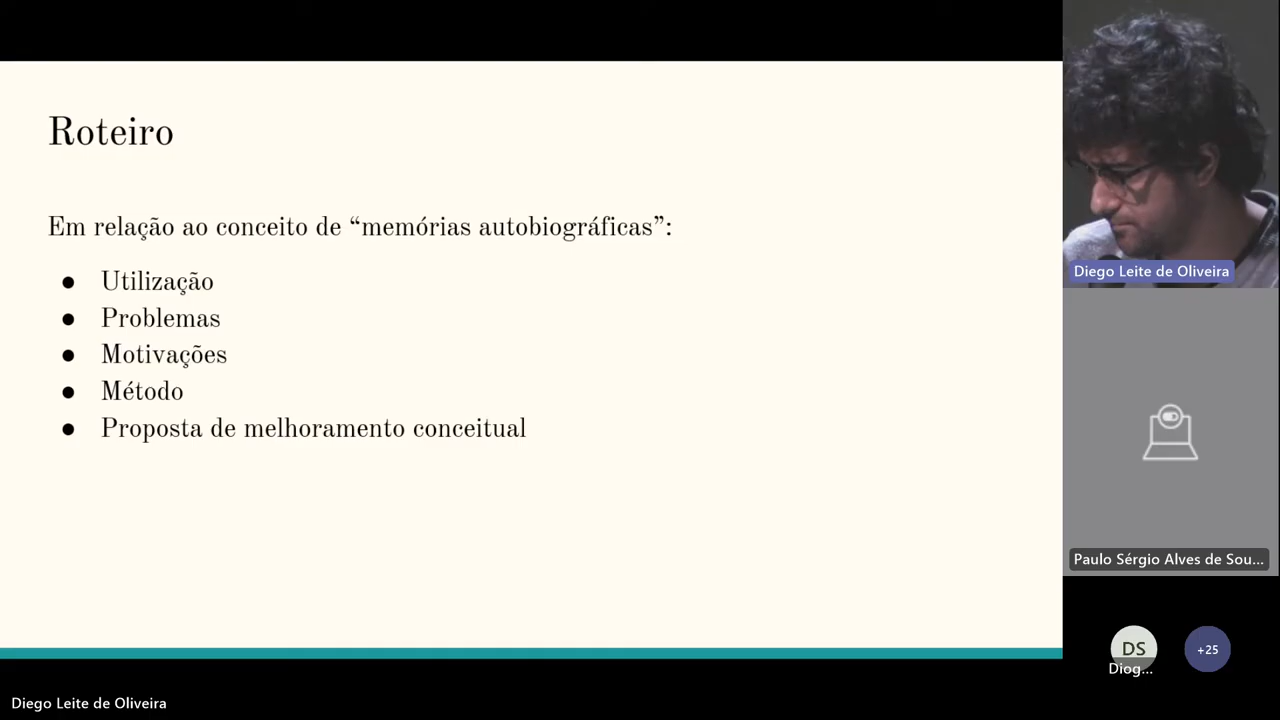 Roteiro
Em relação ao conceito de “memórias autobiográficas”:
● Utilização
● Problemas
● Motivações
● Método
● Proposta de melhoramento conceitual
Diego Leite de Oliveira
Paulo Sérgio Alves de Sou...
DS
Diog...
+25
Diego Leite de Oliveira